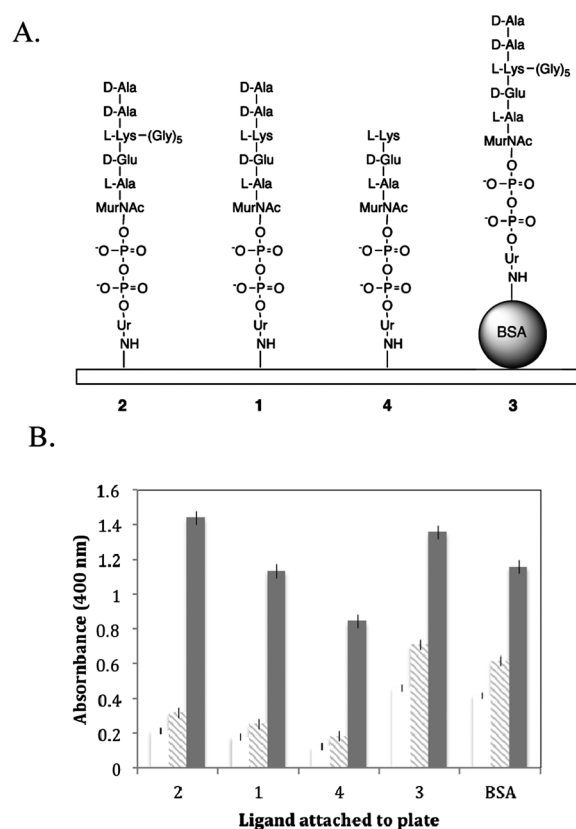 A.
D-Ala
D-Ala
L-Lys–(Gly)₅
D-Glu
L-Ala
MurNAc
O
⁻O–P=O
O
⁻O–P=O
O
Ur
NH
2
D-Ala
D-Ala
L-Lys
D-Glu
L-Ala
MurNAc
O
⁻O–P=O
O
⁻O–P=O
O
Ur
NH
1
L-Lys
D-Glu
L-Ala
MurNAc
O
⁻O–P=O
O
⁻O–P=O
O
Ur
NH
4
D-Ala
D-Ala
L-Lys–(Gly)₅
D-Glu
L-Ala
MurNAc
O
⁻O–P=O
O
⁻O–P=O
O
Ur
NH
BSA
3
B.
Absornbance (400 nm)
1.6
1.4
1.2
1
0.8
0.6
0.4
0.2
0
2 1 4 3 BSA
Ligand attached to plate